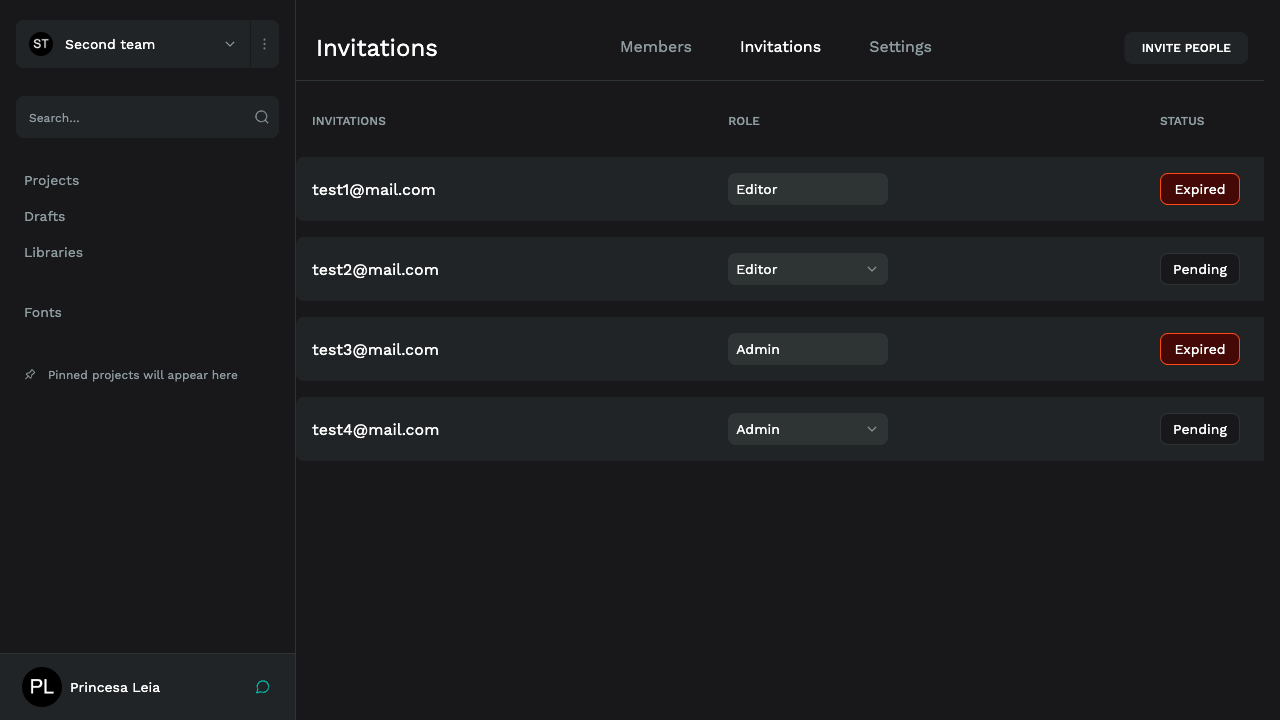 ST Second team
Search...
Projects
Drafts
Libraries
Fonts
Pinned projects will appear here
PL Princesa Leia
Invitations
Members Invitations Settings
INVITE PEOPLE
INVITATIONS ROLE STATUS
test1@mail.com Editor Expired
test2@mail.com Editor Pending
test3@mail.com Admin Expired
test4@mail.com Admin Pending